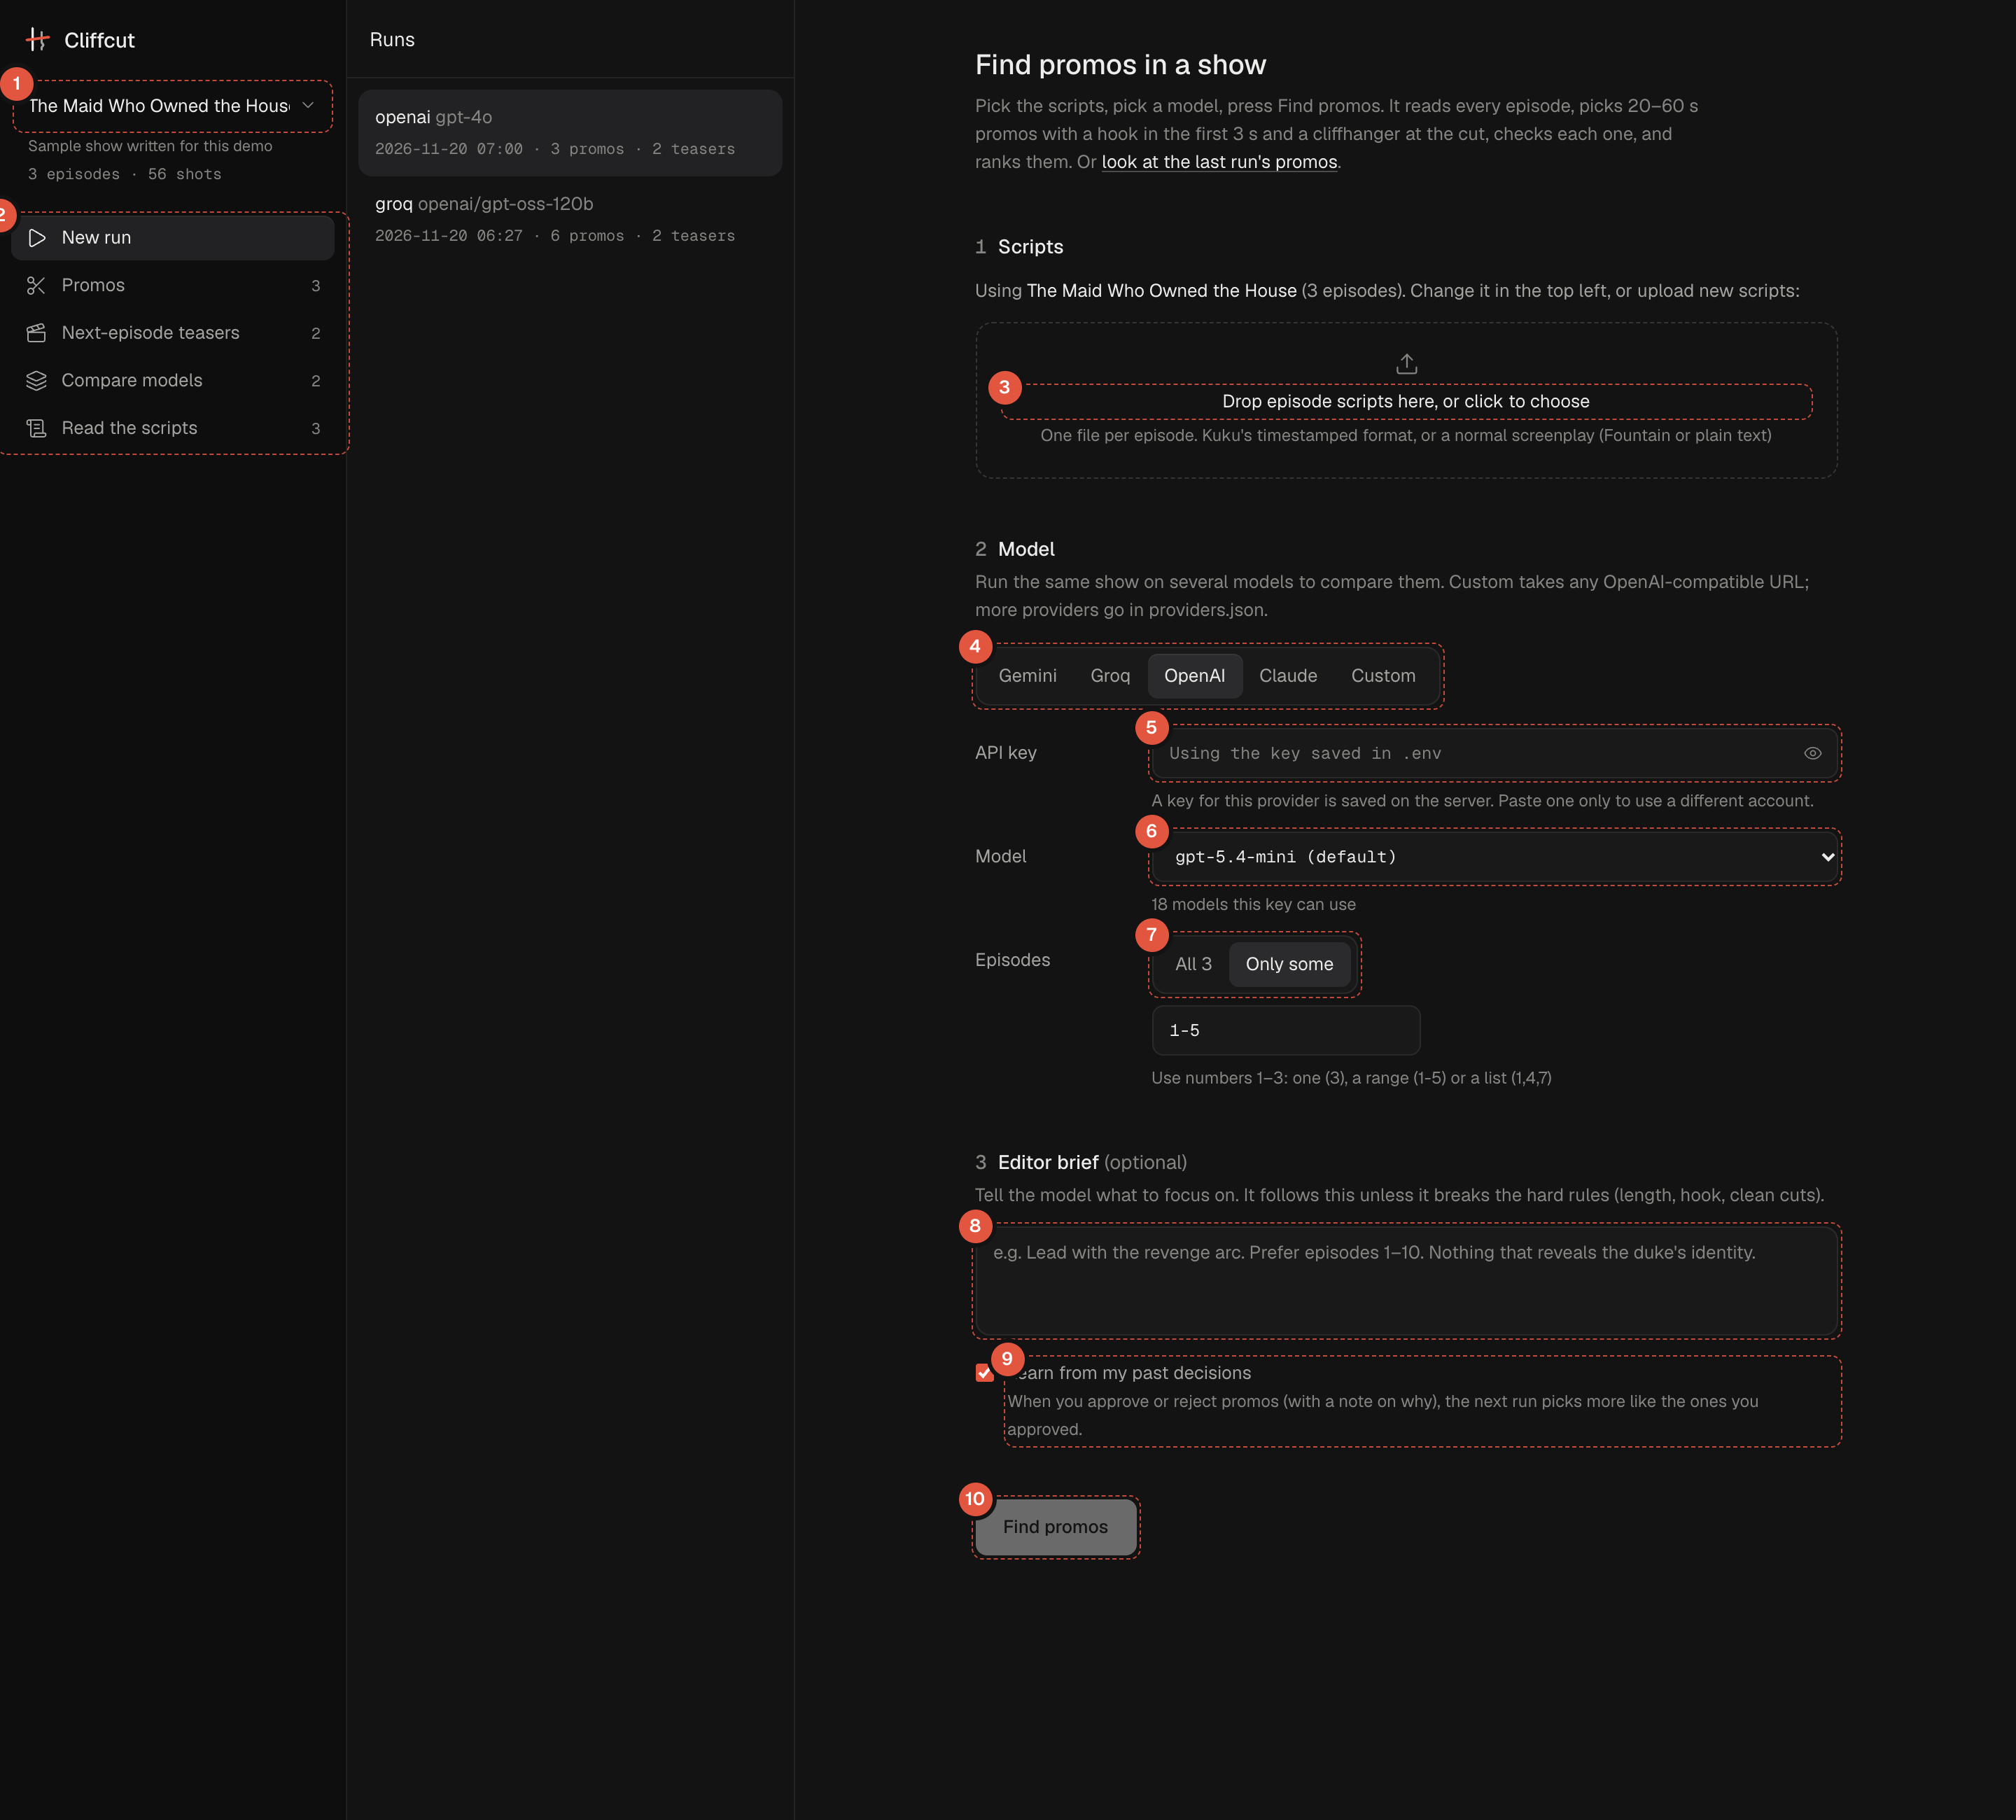 Cliffcut
1
The Maid Who Owned the Hous
Sample show written for this demo
3 episodes · 56 shots
2
New run
Promos 3
Next-episode teasers 2
Compare models 2
Read the scripts 3
Runs
openai gpt-4o
2026-11-20 07:00 · 3 promos · 2 teasers
groq openai/gpt-oss-120b
2026-11-20 06:27 · 6 promos · 2 teasers
Find promos in a show
Pick the scripts, pick a model, press Find promos. It reads every episode, picks 20–60 s
promos with a hook in the first 3 s and a cliffhanger at the cut, checks each one, and
ranks them. Or look at the last run's promos.
1 Scripts
Using The Maid Who Owned the House (3 episodes). Change it in the top left, or upload new scripts:
3
Drop episode scripts here, or click to choose
One file per episode. Kuku's timestamped format, or a normal screenplay (Fountain or plain text)
2 Model
Run the same show on several models to compare them. Custom takes any OpenAI-compatible URL;
more providers go in providers.json.
4
Gemini Groq OpenAI Claude Custom
5
API key Using the key saved in .env
A key for this provider is saved on the server. Paste one only to use a different account.
6
Model gpt-5.4-mini (default)
18 models this key can use
7
Episodes All 3 Only some
1-5
Use numbers 1–3: one (3), a range (1-5) or a list (1,4,7)
3 Editor brief (optional)
Tell the model what to focus on. It follows this unless it breaks the hard rules (length, hook, clean cuts).
8
e.g. Lead with the revenge arc. Prefer episodes 1–10. Nothing that reveals the duke's identity.
9
earn from my past decisions
When you approve or reject promos (with a note on why), the next run picks more like the ones you
approved.
10
Find promos